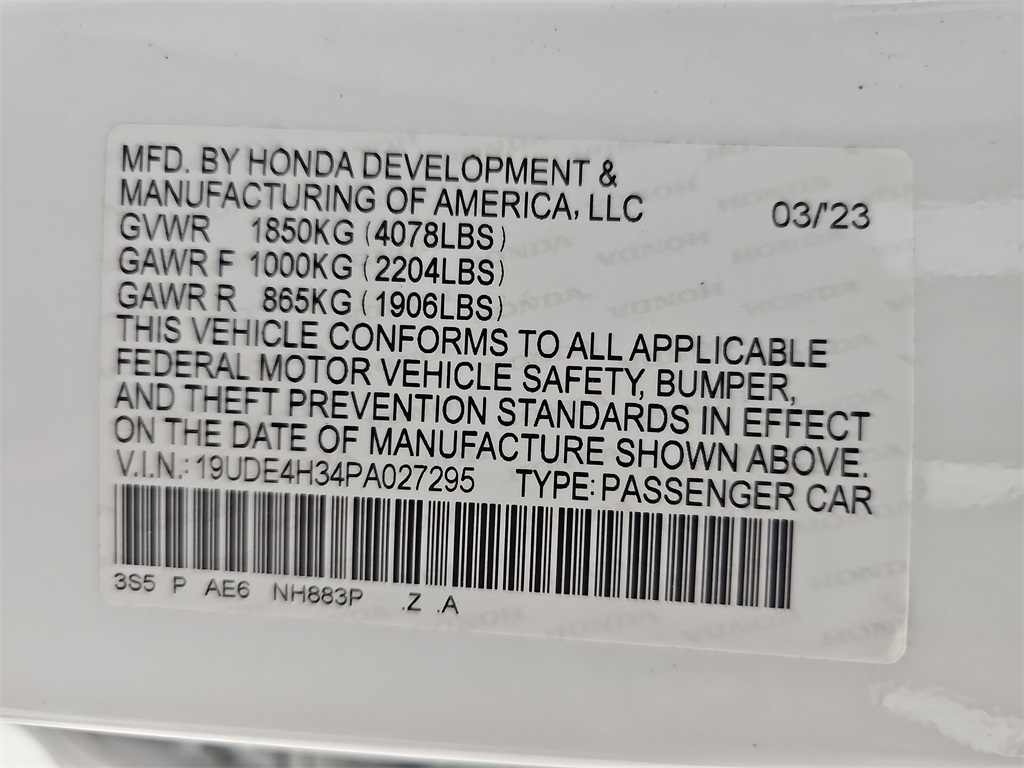 MFD. BY HONDA DEVELOPMENT &
MANUFACTURING OF AMERICA, LLC 03/'23
GVWR 1850KG (4078LBS)
GAWR F 1000KG (2204LBS)
GAWR R 865KG (1906LBS)
THIS VEHICLE CONFORMS TO ALL APPLICABLE
FEDERAL MOTOR VEHICLE SAFETY, BUMPER,
AND THEFT PREVENTION STANDARDS IN EFFECT
ON THE DATE OF MANUFACTURE SHOWN ABOVE.
V.I.N.: 19UDE4H34PA027295 TYPE: PASSENGER CAR
3S5 P AE6 NH883P .Z .A